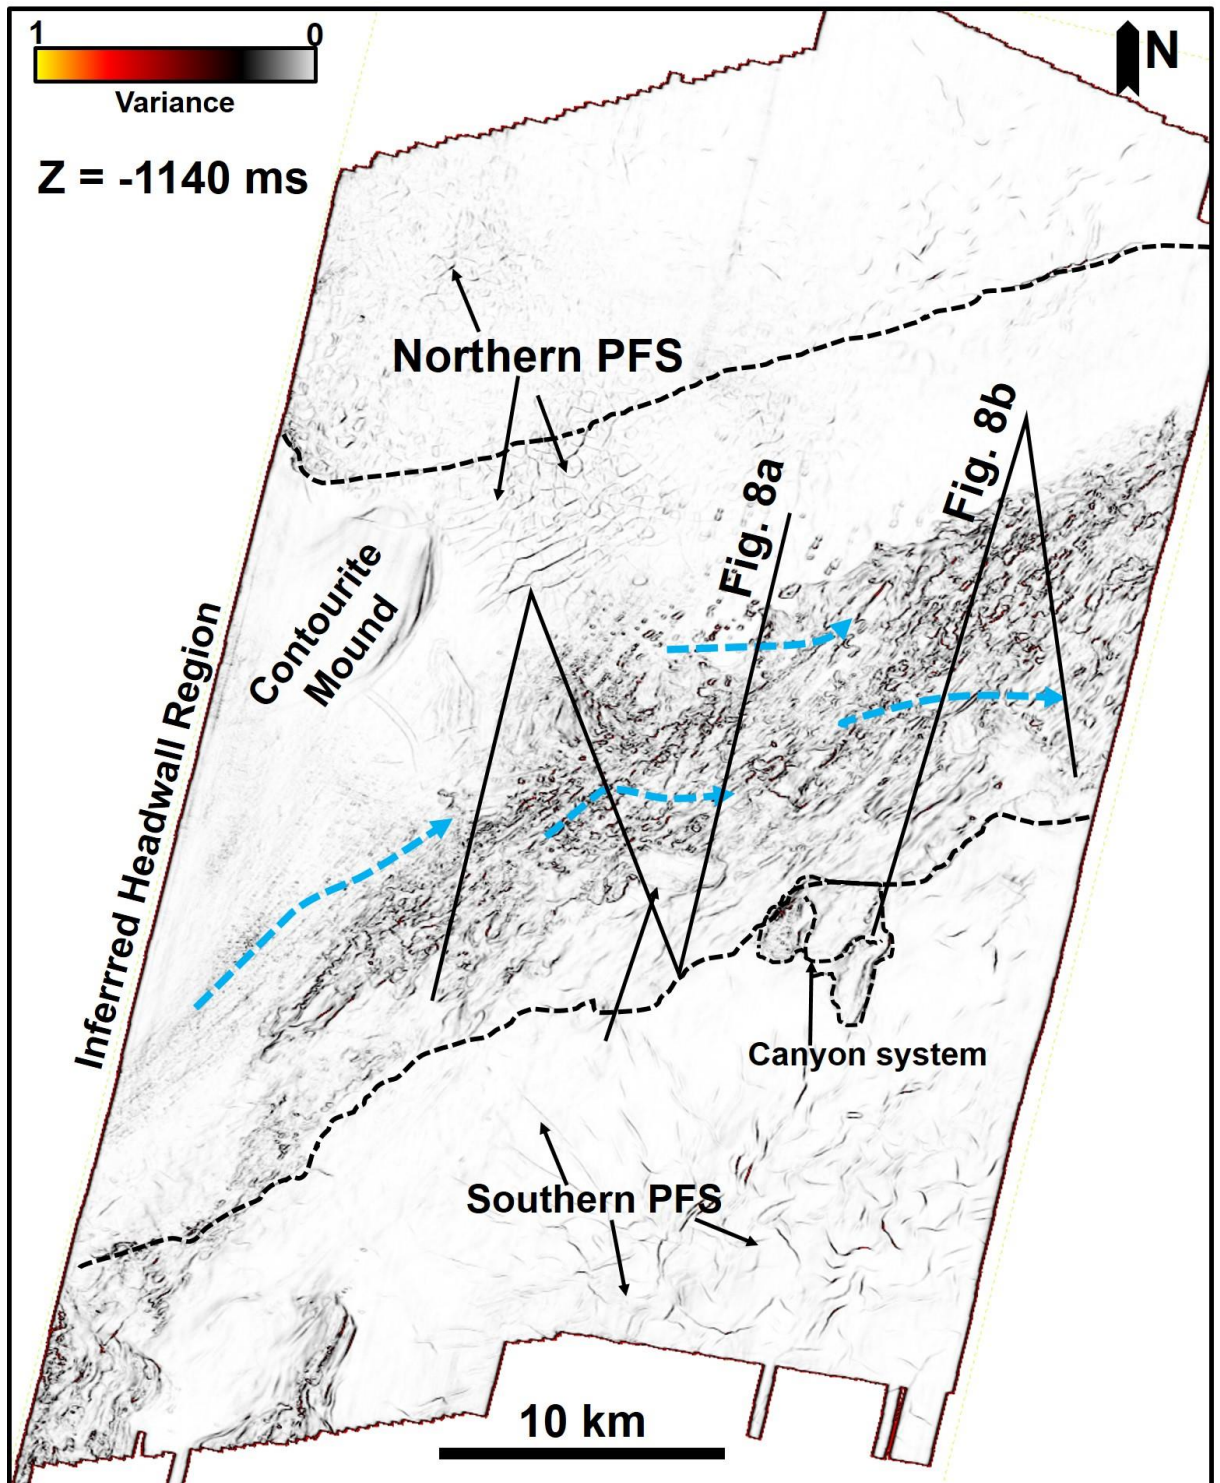 1 0
Variance
N
Z = -1140 ms
Northern PFS
Fig. 8b
Fig. 8a
Contourite
Mound
Inferrred Headwall Region
Canyon system
Southern PFS
10 km